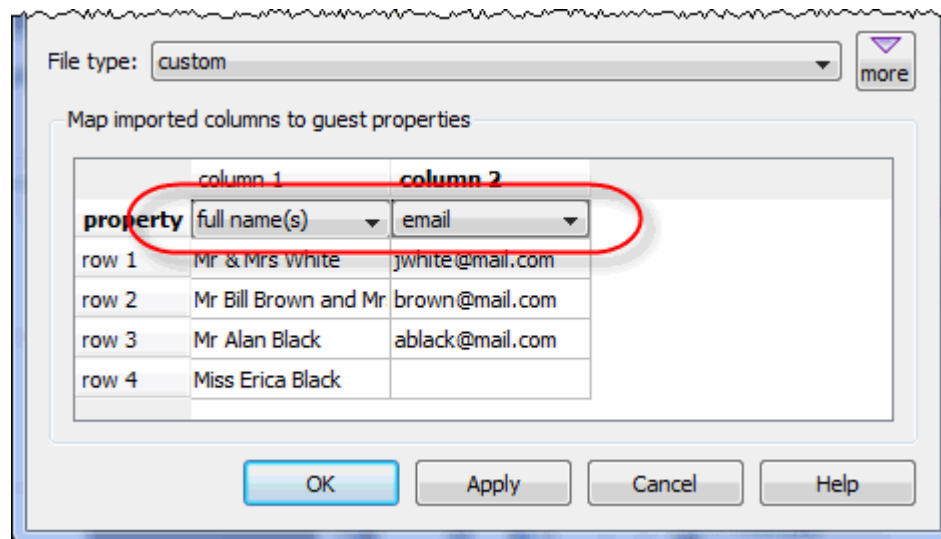 File type: custom
more
Map imported columns to guest properties
column 1 column 2
property full name(s) email
row 1 Mr & Mrs White jwhite@mail.com
row 2 Mr Bill Brown and Mr brown@mail.com
row 3 Mr Alan Black ablack@mail.com
row 4 Miss Erica Black
OK Apply Cancel Help